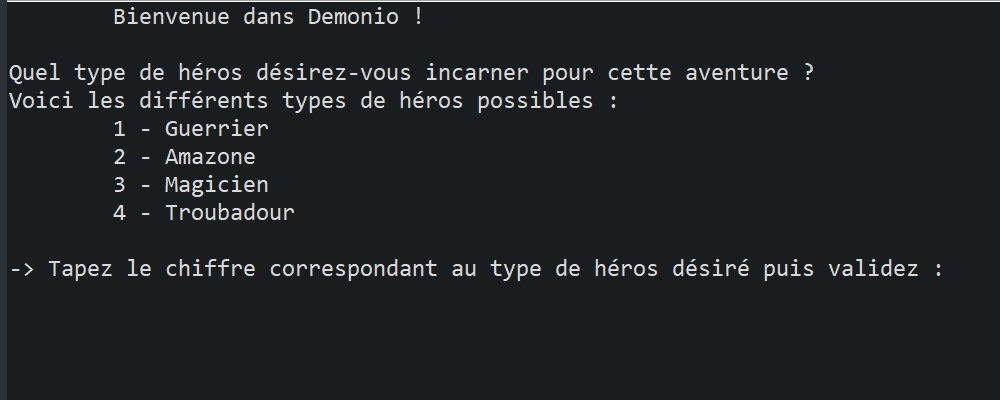 Bienvenue dans Demonio !
Quel type de héros désirez-vous incarner pour cette aventure ?
Voici les différents types de héros possibles :
1 - Guerrier
2 - Amazone
3 - Magicien
4 - Troubadour
-> Tapez le chiffre correspondant au type de héros désiré puis validez :